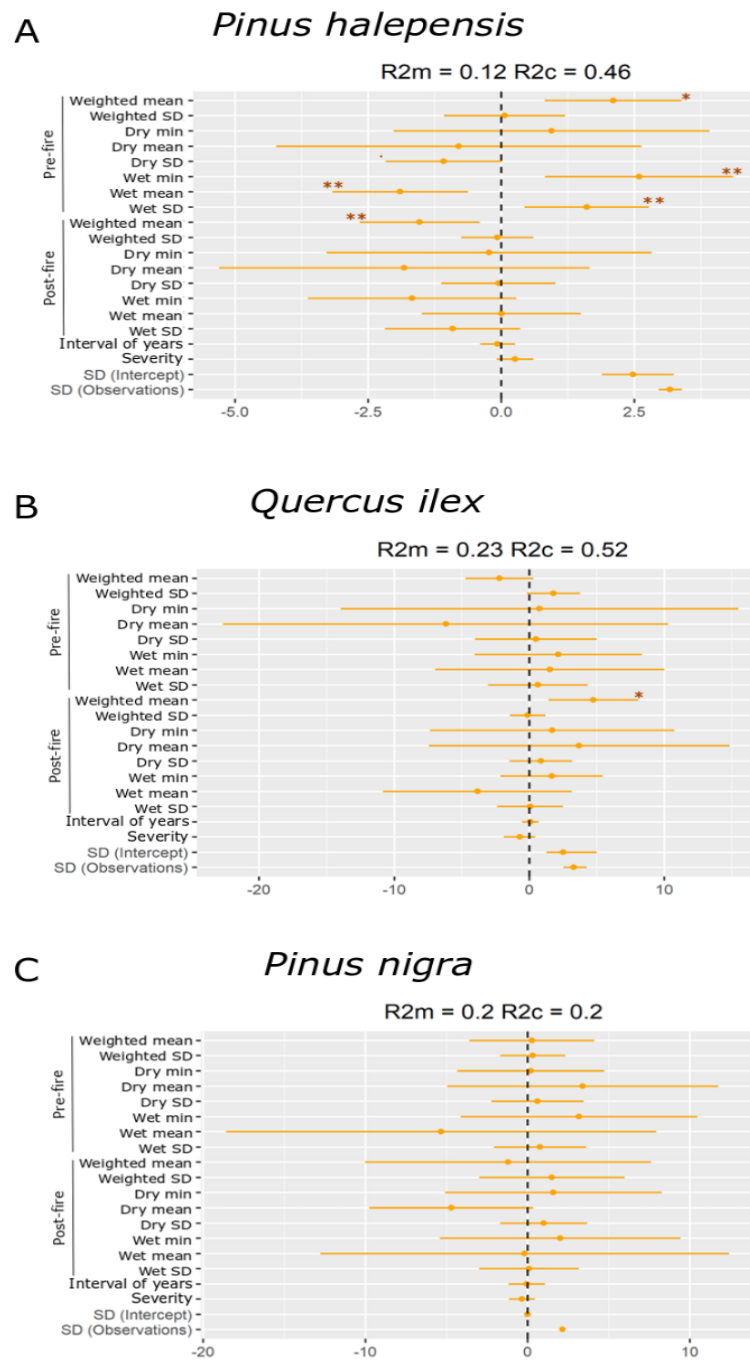 A
Pinus halepensis
R2m = 0.12 R2c = 0.46
Pre-fire
Weighted mean
*
Weighted SD
Dry min
Dry mean
Dry SD
.
Wet min
**
Wet mean
**
Wet SD
**
Post-fire
Weighted mean
**
Weighted SD
Dry min
Dry mean
Dry SD
Wet min
Wet mean
Wet SD
Interval of years
Severity
SD (Intercept)
SD (Observations)
-5.0 -2.5 0.0 2.5
B
Quercus ilex
R2m = 0.23 R2c = 0.52
Pre-fire
Weighted mean
Weighted SD
Dry min
Dry mean
Dry SD
Wet min
Wet mean
Wet SD
Post-fire
Weighted mean
*
Weighted SD
Dry min
Dry mean
Dry SD
Wet min
Wet mean
Wet SD
Interval of years
Severity
SD (Intercept)
SD (Observations)
-20 -10 0 10
C
Pinus nigra
R2m = 0.2 R2c = 0.2
Pre-fire
Weighted mean
Weighted SD
Dry min
Dry mean
Dry SD
Wet min
Wet mean
Wet SD
Post-fire
Weighted mean
Weighted SD
Dry min
Dry mean
Dry SD
Wet min
Wet mean
Wet SD
Interval of years
Severity
SD (Intercept)
SD (Observations)
-20 -10 0 10